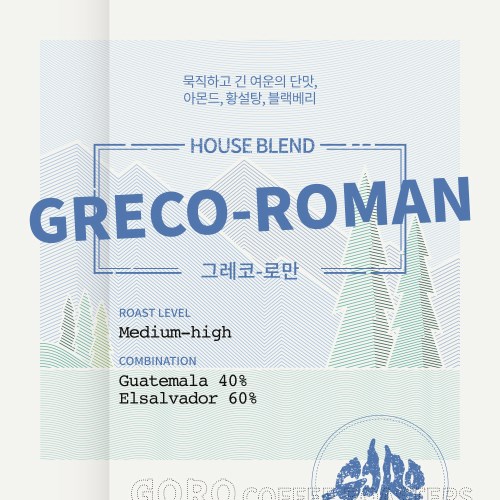 묵직하고 긴 여운의 단맛,
아몬드, 황설탕, 블랙베리
HOUSE BLEND
GRECO-ROMAN
그레코-로만
ROAST LEVEL
Medium-high
COMBINATION
Guatemala 40%
Elsalvador 60%
GORO
GORO COFFEE